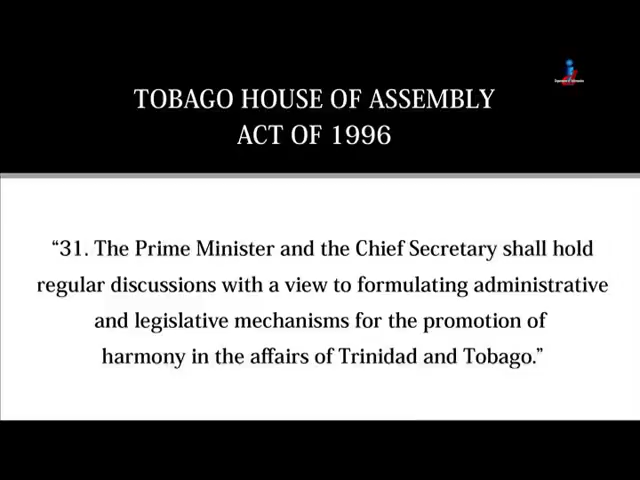 TOBAGO HOUSE OF ASSEMBLY
ACT OF 1996
“31. The Prime Minister and the Chief Secretary shall hold
regular discussions with a view to formulating administrative
and legislative mechanisms for the promotion of
harmony in the affairs of Trinidad and Tobago.”